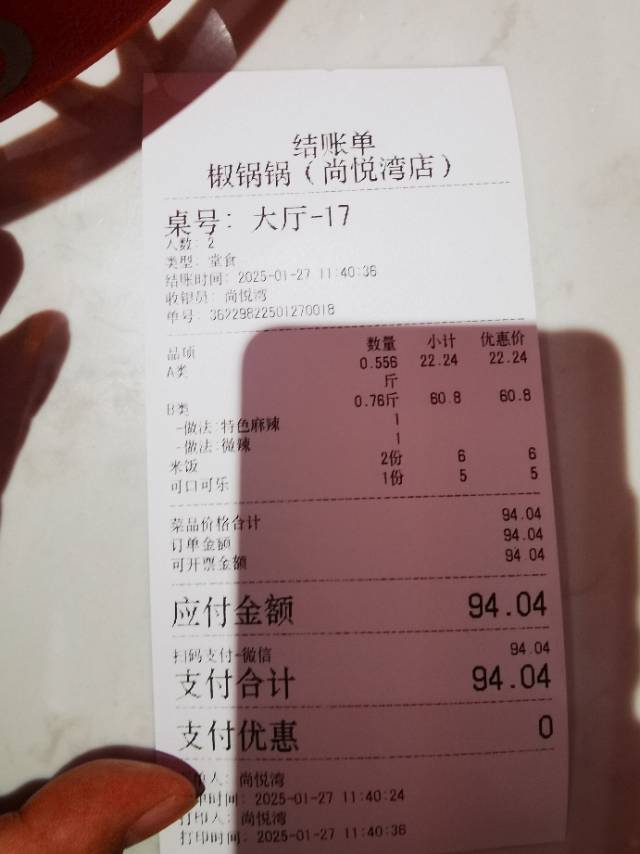 结账单
椒锅锅（尚悦湾店）
桌号: 大厅-17
人数: 2
类型: 堂食
结账时间: 2025-01-27 11:40:36
收银员: 尚悦湾
单号: 36229822501270018
品项 数量 小计 优惠价
A类 0.556 22.24 22.24
斤
B类 0.76斤 60.8 60.8
-做法:特色麻辣 1
-做法:微辣 1
米饭 2份 6 6
可口可乐 1份 5 5
菜品价格合计 94.04
订单金额 94.04
可开票金额 94.04
应付金额 94.04
扫码支付-微信 94.04
支付合计 94.04
支付优惠 0
单人: 尚悦湾
单时间: 2025-01-27 11:40:24
打印人: 尚悦湾
打印时间: 2025-01-27 11:40:36